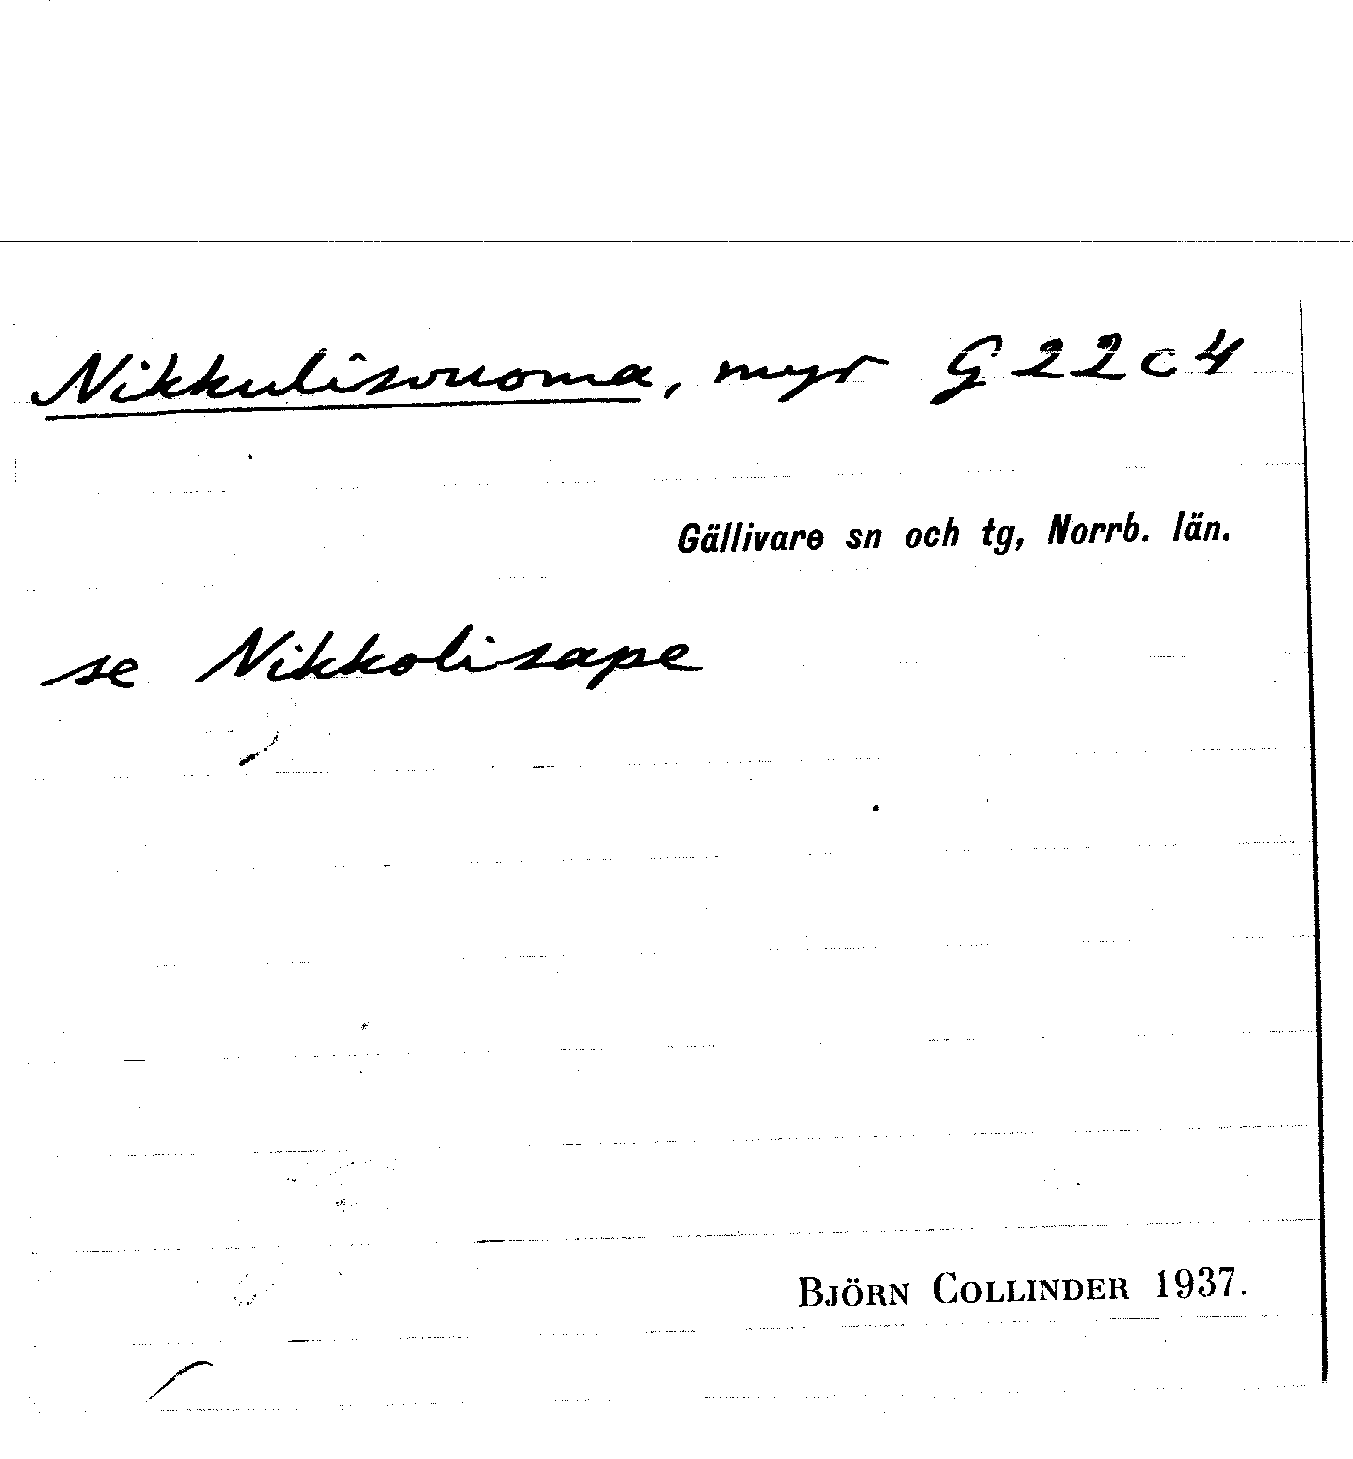 Nikkulisvuoma, myr G 22 c 4
Gällivare sn och tg, Norrb. län.
se Nikkolisape
BJÖRN COLLINDER 1937.